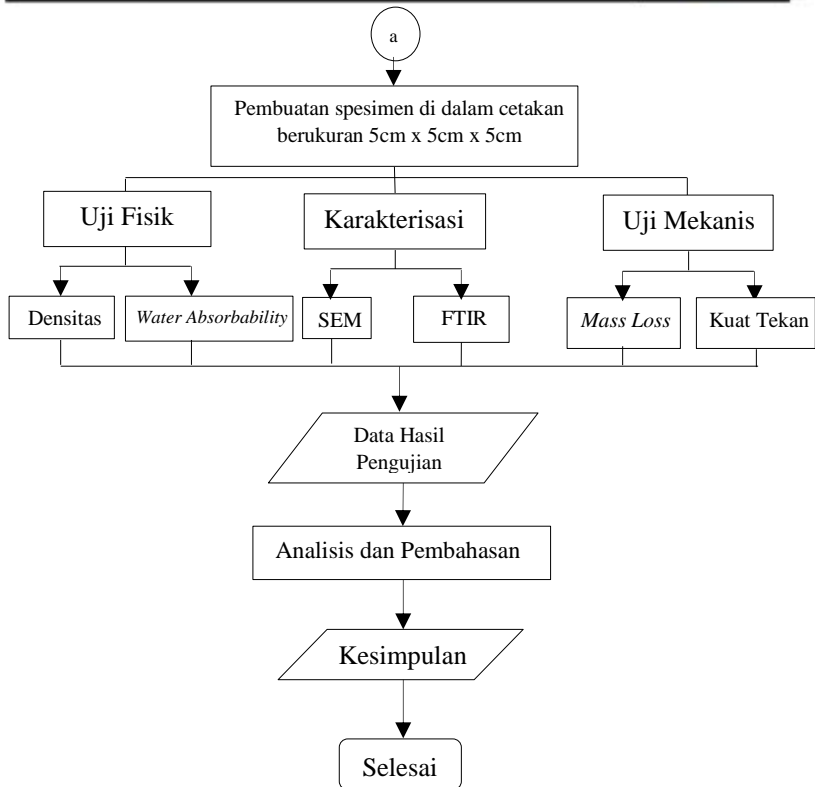 a
Pembuatan spesimen di dalam cetakan
berukuran 5cm x 5cm x 5cm
Uji Fisik
Karakterisasi
Uji Mekanis
Densitas
Water Absorbability
SEM
FTIR
Mass Loss
Kuat Tekan
Data Hasil
Pengujian
Analisis dan Pembahasan
Kesimpulan
Selesai